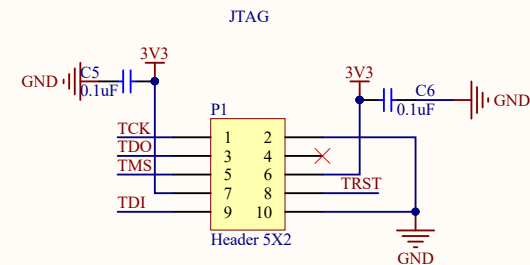 JTAG
3V3
C5
GND
0.1uF
3V3
C6
GND
0.1uF
P1
TCK
1
2
TDO
3
4
TMS
5
6
7
8
TRST
TDI
9
10
Header 5X2
GND